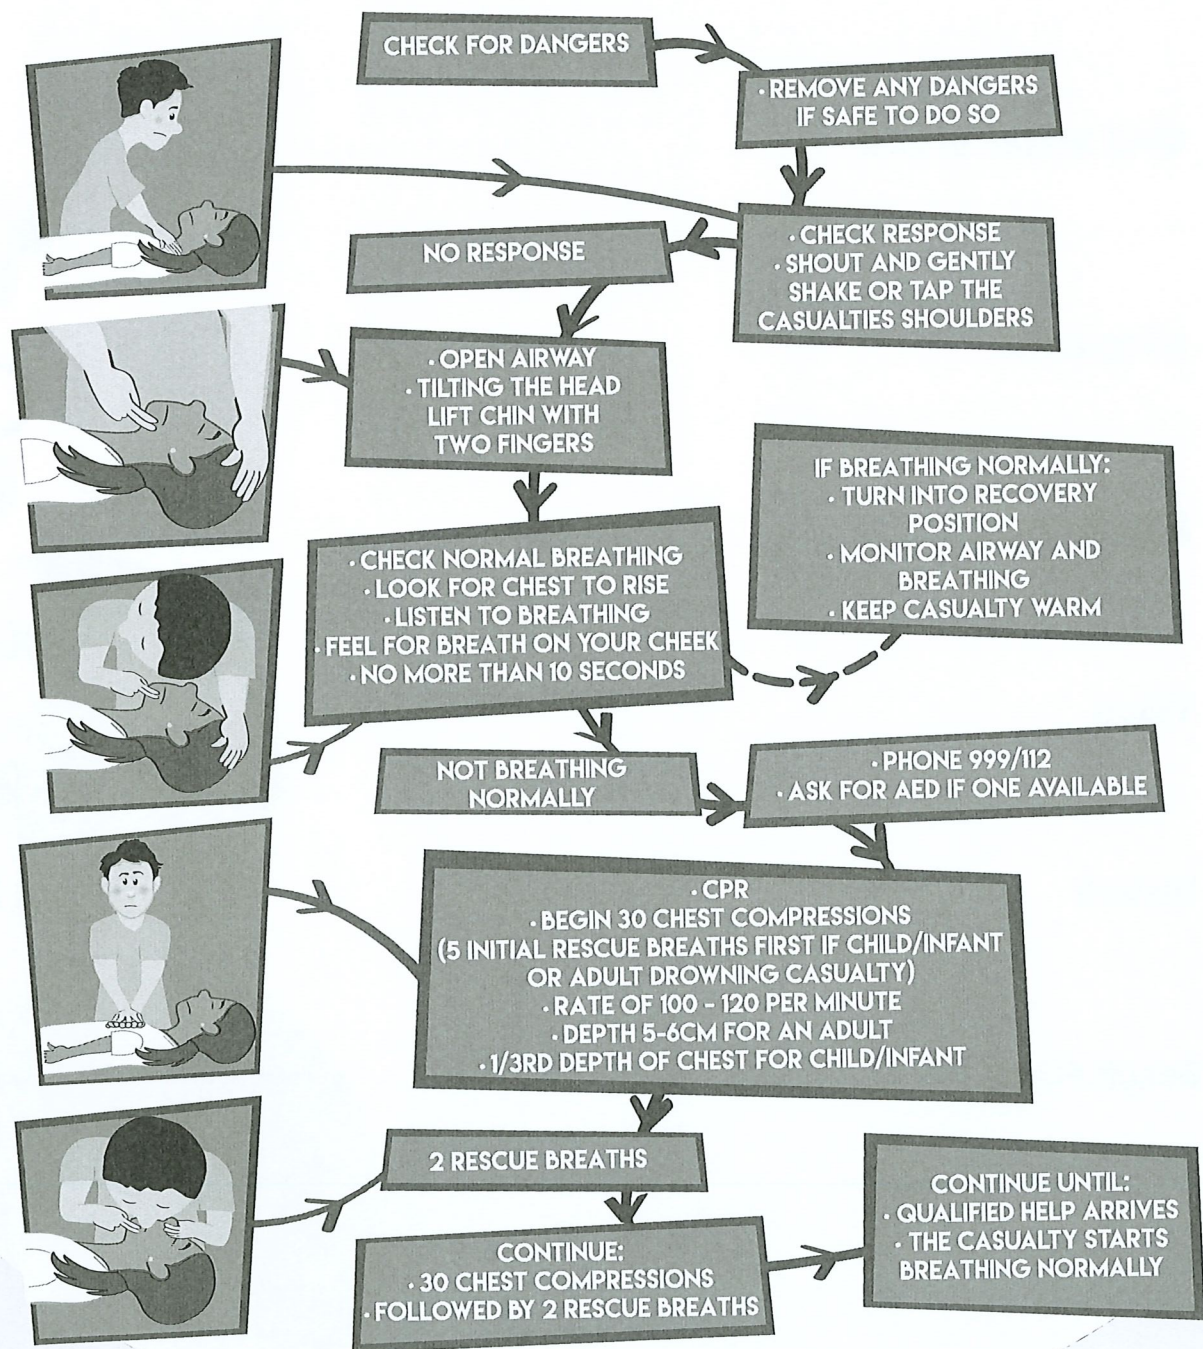 CHECK FOR DANGERS
· REMOVE ANY DANGERS
IF SAFE TO DO SO
· CHECK RESPONSE
· SHOUT AND GENTLY
SHAKE OR TAP THE
CASUALTIES SHOULDERS
NO RESPONSE
· OPEN AIRWAY
· TILTING THE HEAD
LIFT CHIN WITH
TWO FINGERS
· CHECK NORMAL BREATHING
· LOOK FOR CHEST TO RISE
· LISTEN TO BREATHING
· FEEL FOR BREATH ON YOUR CHEEK
· NO MORE THAN 10 SECONDS
IF BREATHING NORMALLY:
· TURN INTO RECOVERY
POSITION
· MONITOR AIRWAY AND
BREATHING
· KEEP CASUALTY WARM
NOT BREATHING
NORMALLY
· PHONE 999/112
· ASK FOR AED IF ONE AVAILABLE
· CPR
· BEGIN 30 CHEST COMPRESSIONS
(5 INITIAL RESCUE BREATHS FIRST IF CHILD/INFANT
OR ADULT DROWNING CASUALTY)
· RATE OF 100 - 120 PER MINUTE
· DEPTH 5-6CM FOR AN ADULT
· 1/3RD DEPTH OF CHEST FOR CHILD/INFANT
2 RESCUE BREATHS
CONTINUE:
· 30 CHEST COMPRESSIONS
· FOLLOWED BY 2 RESCUE BREATHS
CONTINUE UNTIL:
· QUALIFIED HELP ARRIVES
· THE CASUALTY STARTS
BREATHING NORMALLY